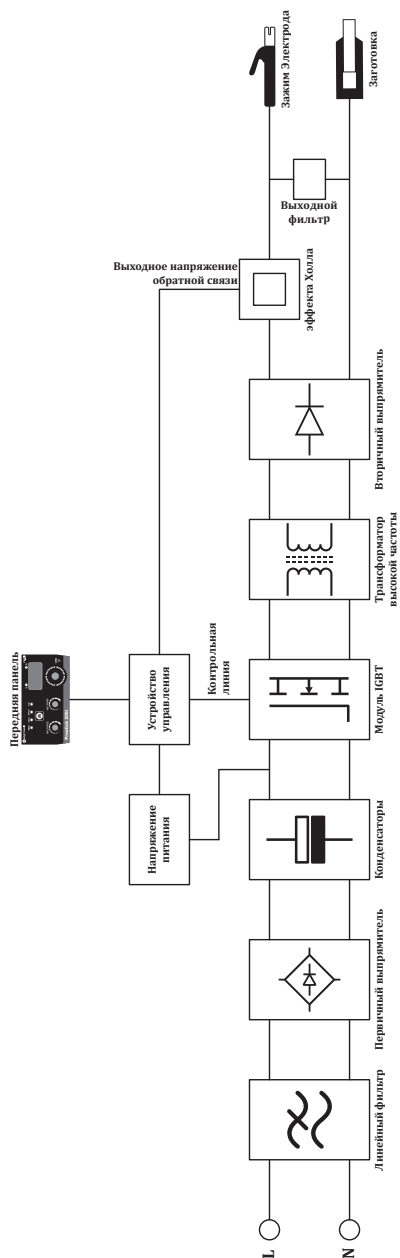 Передняя панель
Зажим Электрода
Заготовка
Выходной
фильтр
Выходное напряжение
обратной связи
эффекта Холла
Вторичный выпрямитель
Трансформатор
высокой частоты
Устройство
управления
Контрольная
линия
Модуль IGBT
Напряжение
питания
Конденсаторы
Первичный выпрямитель
Линейный фильтр
L
N